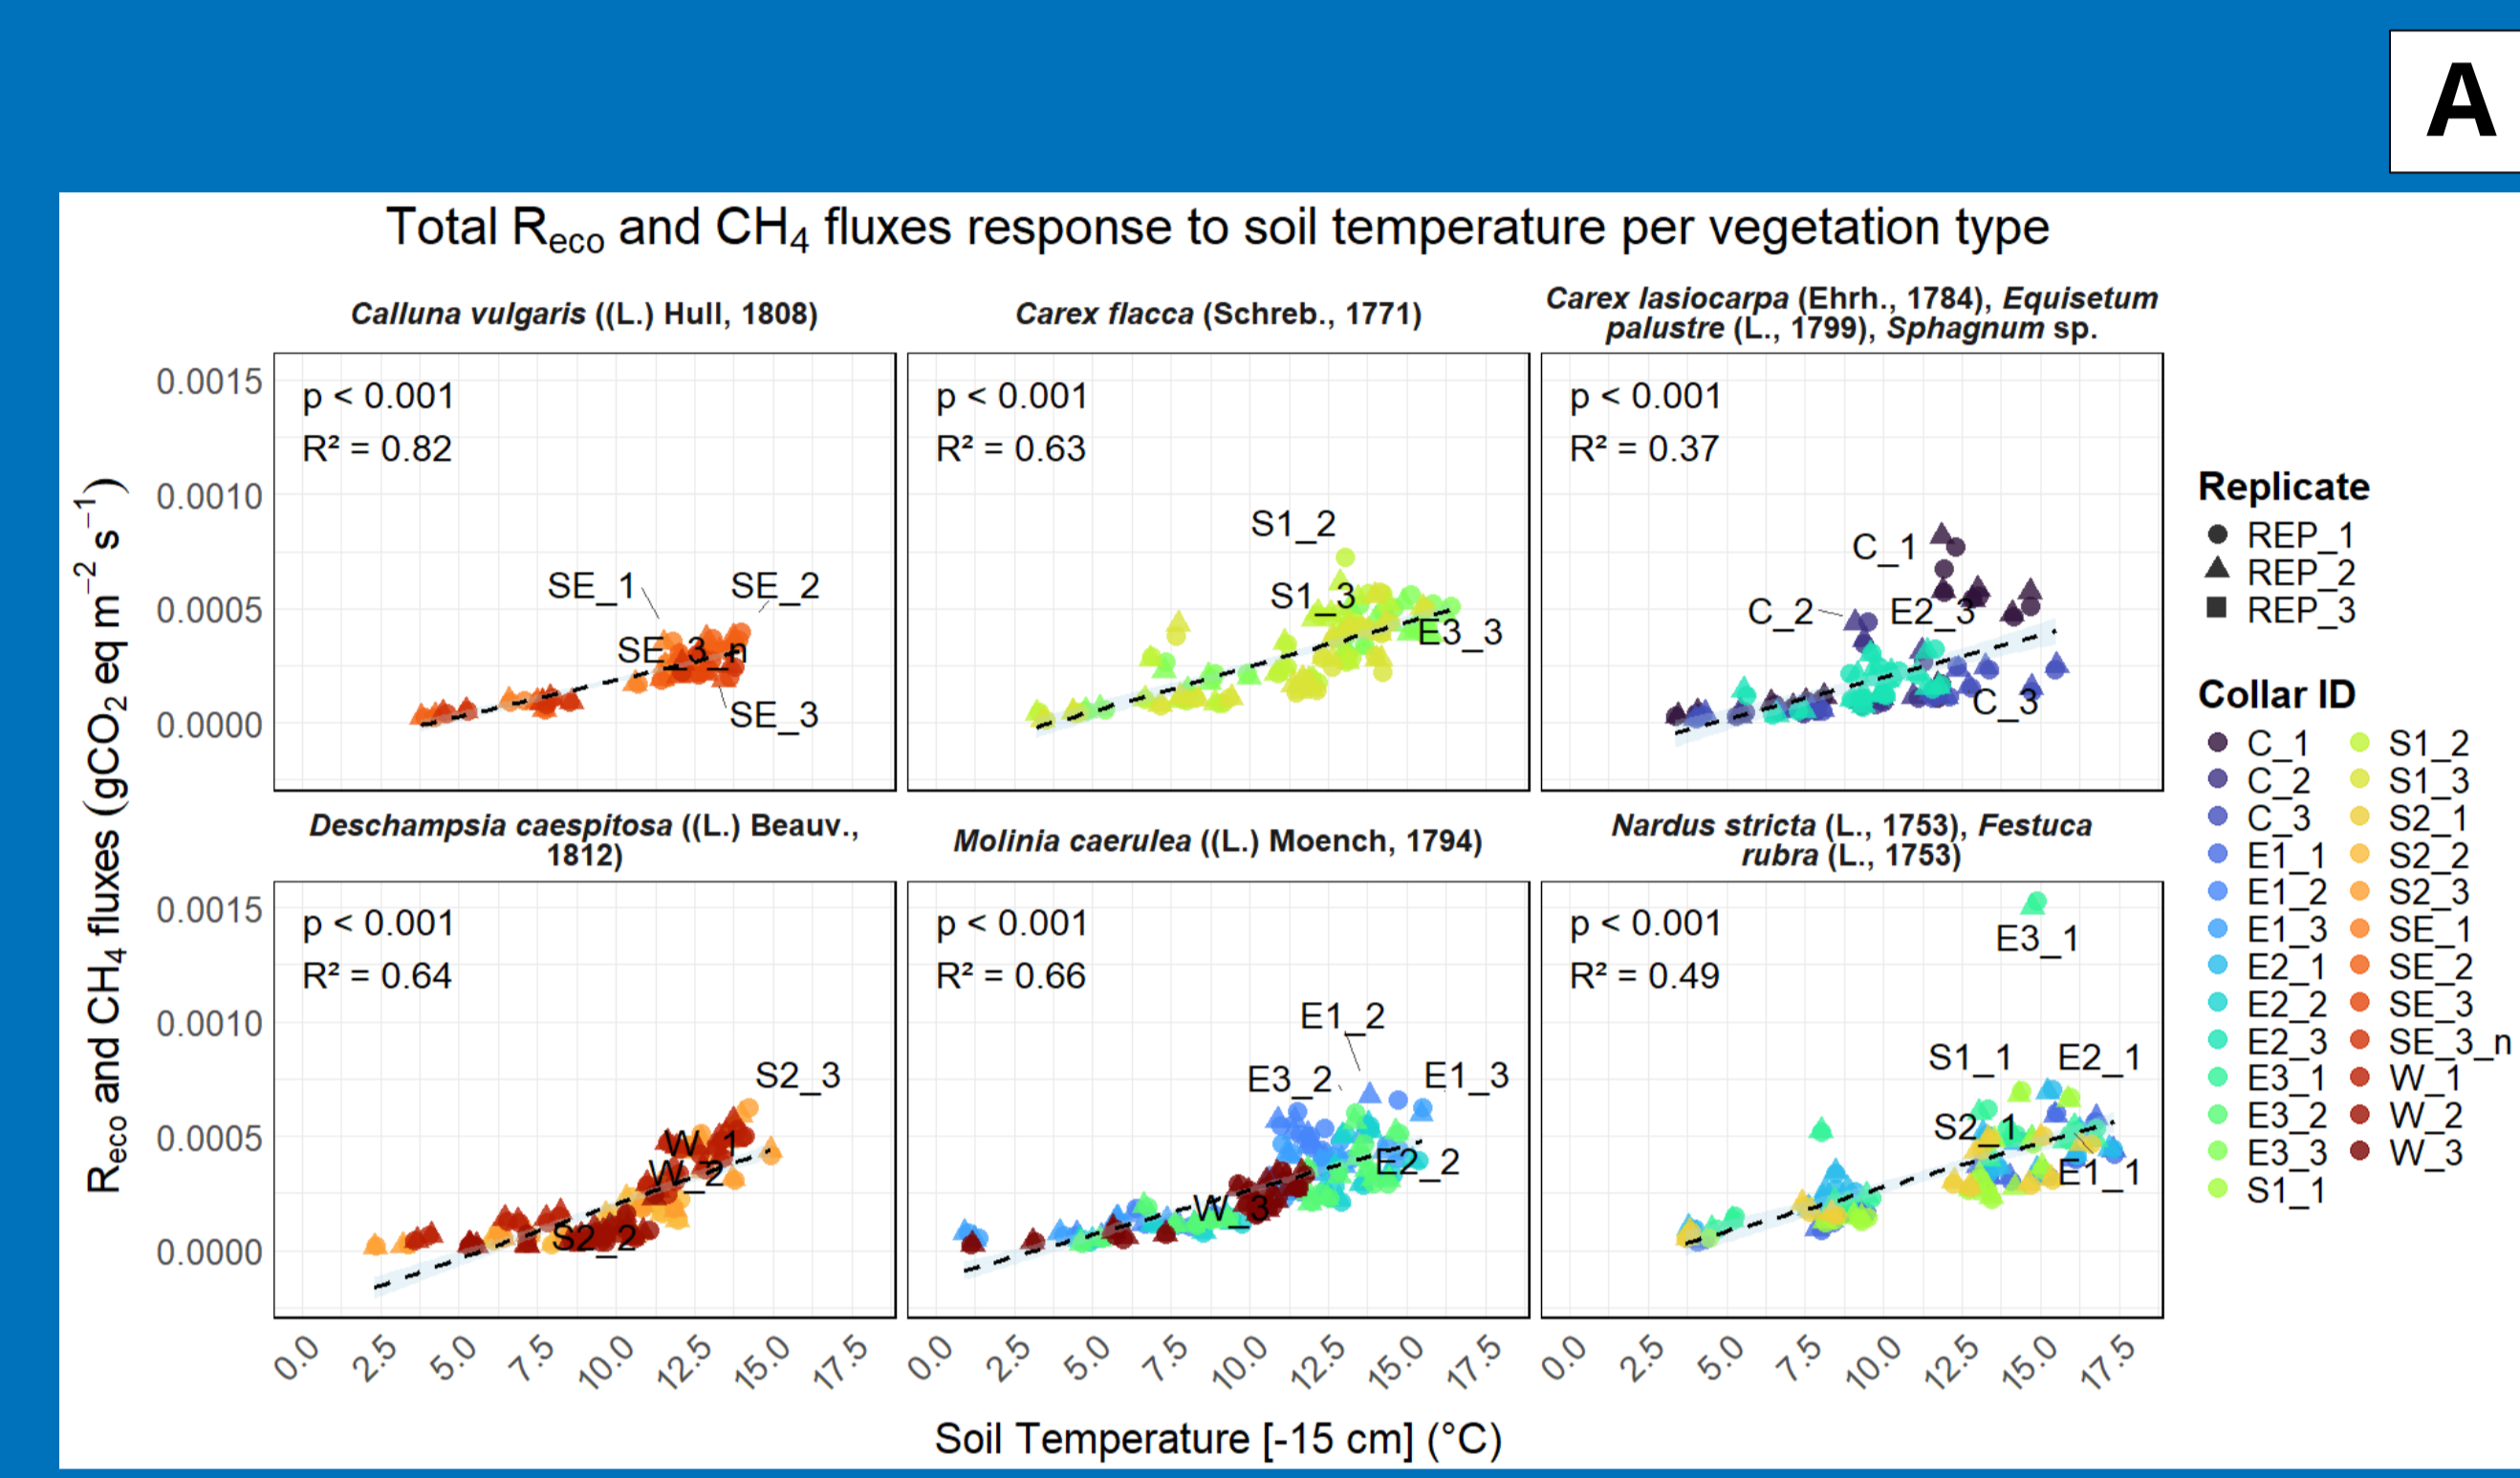 A
Total Reco and CH4 fluxes response to soil temperature per vegetation type
Calluna vulgaris ((L.) Hull, 1808)
Carex flacca (Schreb., 1771)
Carex lasiocarpa (Ehrh., 1784), Equisetum
palustre (L., 1799), Sphagnum sp.
Reco and CH4 fluxes (gCO2 eq m−2 s−1)
0.0015
0.0010
0.0005
0.0000
p < 0.001
R² = 0.82
SE_1
SE_2
SE_3_n
SE_3
p < 0.001
R² = 0.63
S1_2
S1_3
E3_3
p < 0.001
R² = 0.37
C_1
C_2
E2_3
C_3
Deschampsia caespitosa ((L.) Beauv.,
1812)
Molinia caerulea ((L.) Moench, 1794)
Nardus stricta (L., 1753), Festuca
rubra (L., 1753)
0.0015
0.0010
0.0005
0.0000
p < 0.001
R² = 0.64
S2_3
W_1
W_2
S2_2
p < 0.001
R² = 0.66
E1_2
E3_2
E1_3
E2_2
W_3
p < 0.001
R² = 0.49
E3_1
S1_1
E2_1
S2_1
E1_1
0.0 2.5 5.0 7.5 10.0 12.5 15.0 17.5
0.0 2.5 5.0 7.5 10.0 12.5 15.0 17.5
0.0 2.5 5.0 7.5 10.0 12.5 15.0 17.5
Soil Temperature [-15 cm] (°C)
Replicate
REP_1
REP_2
REP_3
Collar ID
C_1
C_2
C_3
E1_1
E1_2
E1_3
E2_1
E2_2
E2_3
E3_1
E3_2
E3_3
S1_1
S1_2
S1_3
S2_1
S2_2
S2_3
SE_1
SE_2
SE_3
SE_3_n
W_1
W_2
W_3